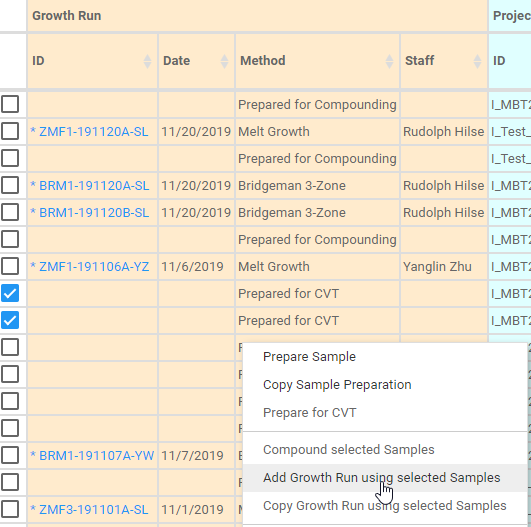 Growth Run Projec
ID Date Method Staff ID
Prepared for Compounding I_MBT2
* ZMF1-191120A-SL 11/20/2019 Melt Growth Rudolph Hilse I_Test_
Prepared for Compounding I_Test_
* BRM1-191120A-SL 11/20/2019 Bridgeman 3-Zone Rudolph Hilse I_MBT2
* BRM1-191120B-SL 11/20/2019 Bridgeman 3-Zone Rudolph Hilse I_MBT2
Prepared for Compounding I_MBT2
* ZMF1-191106A-YZ 11/6/2019 Melt Growth Yanglin Zhu I_MBT2
Prepared for CVT I_MBT2
Prepared for CVT I_MBT2
Prepare Sample
Copy Sample Preparation
Prepare for CVT
Compound selected Samples
* BRM1-191107A-YW 11/7/2019
Add Growth Run using selected Samples
* ZMF3-191101A-SL 11/1/2019
Copy Growth Run using selected Samples